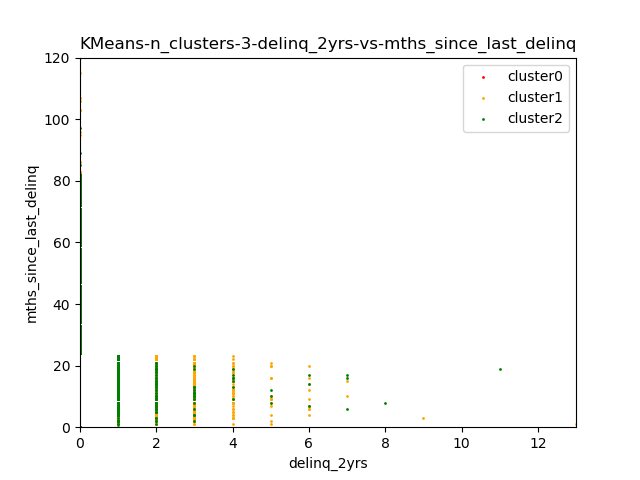 KMeans-n_clusters-3-delinq_2yrs-vs-mths_since_last_delinq
120
100
80
60
40
20
0
mths_since_last_delinq
cluster0
cluster1
cluster2
0 2 4 6 8 10 12
delinq_2yrs